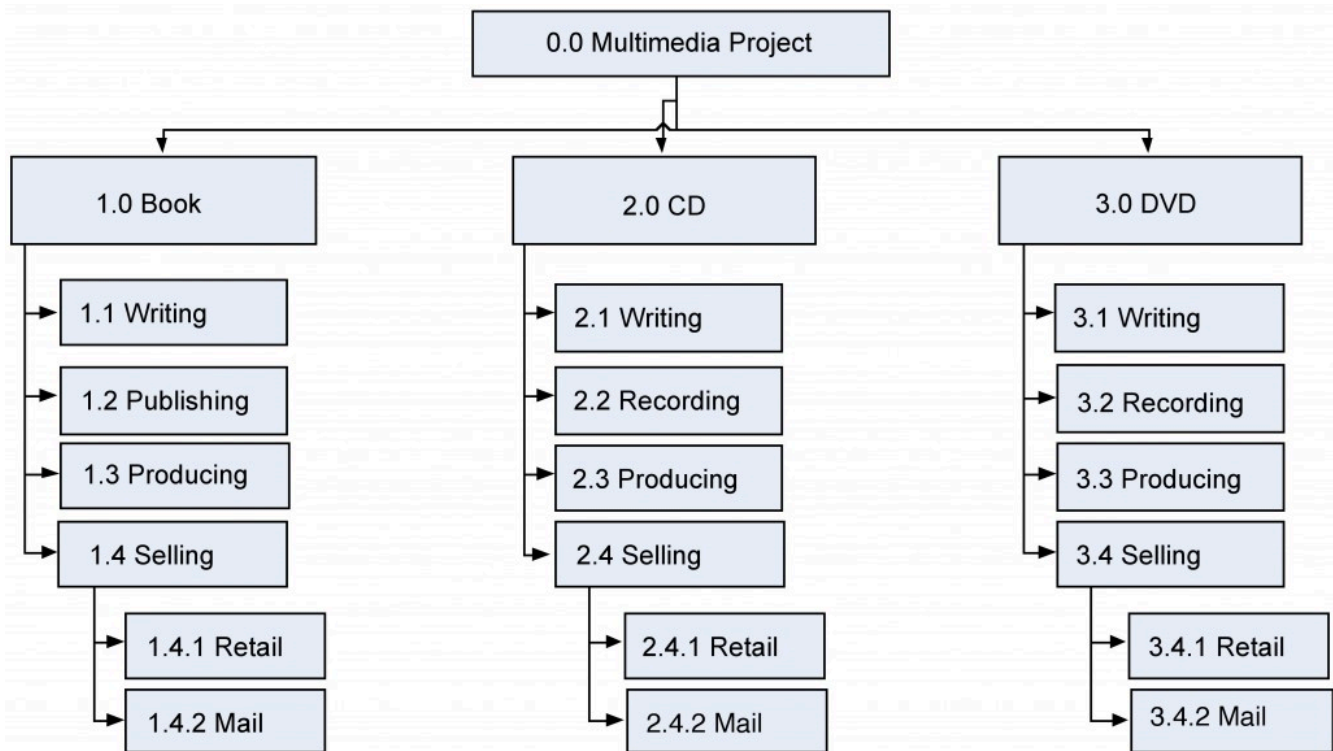 0.0 Multimedia Project
1.0 Book
2.0 CD
3.0 DVD
1.1 Writing
2.1 Writing
3.1 Writing
1.2 Publishing
2.2 Recording
3.2 Recording
1.3 Producing
2.3 Producing
3.3 Producing
1.4 Selling
2.4 Selling
3.4 Selling
1.4.1 Retail
2.4.1 Retail
3.4.1 Retail
1.4.2 Mail
2.4.2 Mail
3.4.2 Mail